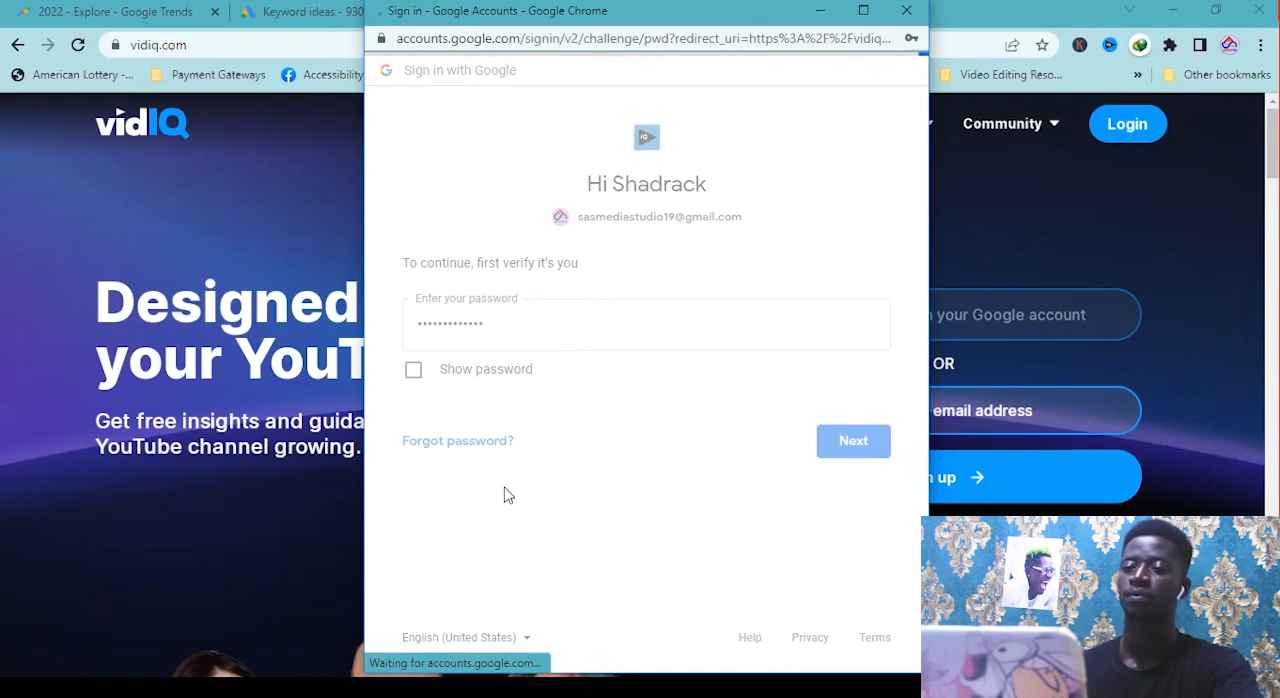 2022 - Explore - Google Trends
Keyword ideas - 930
Sign in - Google Accounts - Google Chrome
vidiq.com
accounts.google.com/signin/v2/challenge/pwd?redirect_uri=https%3A%2F%2Fvidiq...
American Lottery -...
Payment Gateways
Accessibility
Sign in with Google
Video Editing Reso...
»
Other bookmarks
vidIQ
Community
Login
IQ
Hi Shadrack
sasmediastudio19@gmail.com
To continue, first verify it's you
Enter your password
•••••••••••••
Show password
Forgot password?
Next
Designed
your YouT
Get free insights and guida
YouTube channel growing.
your Google account
OR
email address
up →
English (United States)
Help
Privacy
Terms
Waiting for accounts.google.com...